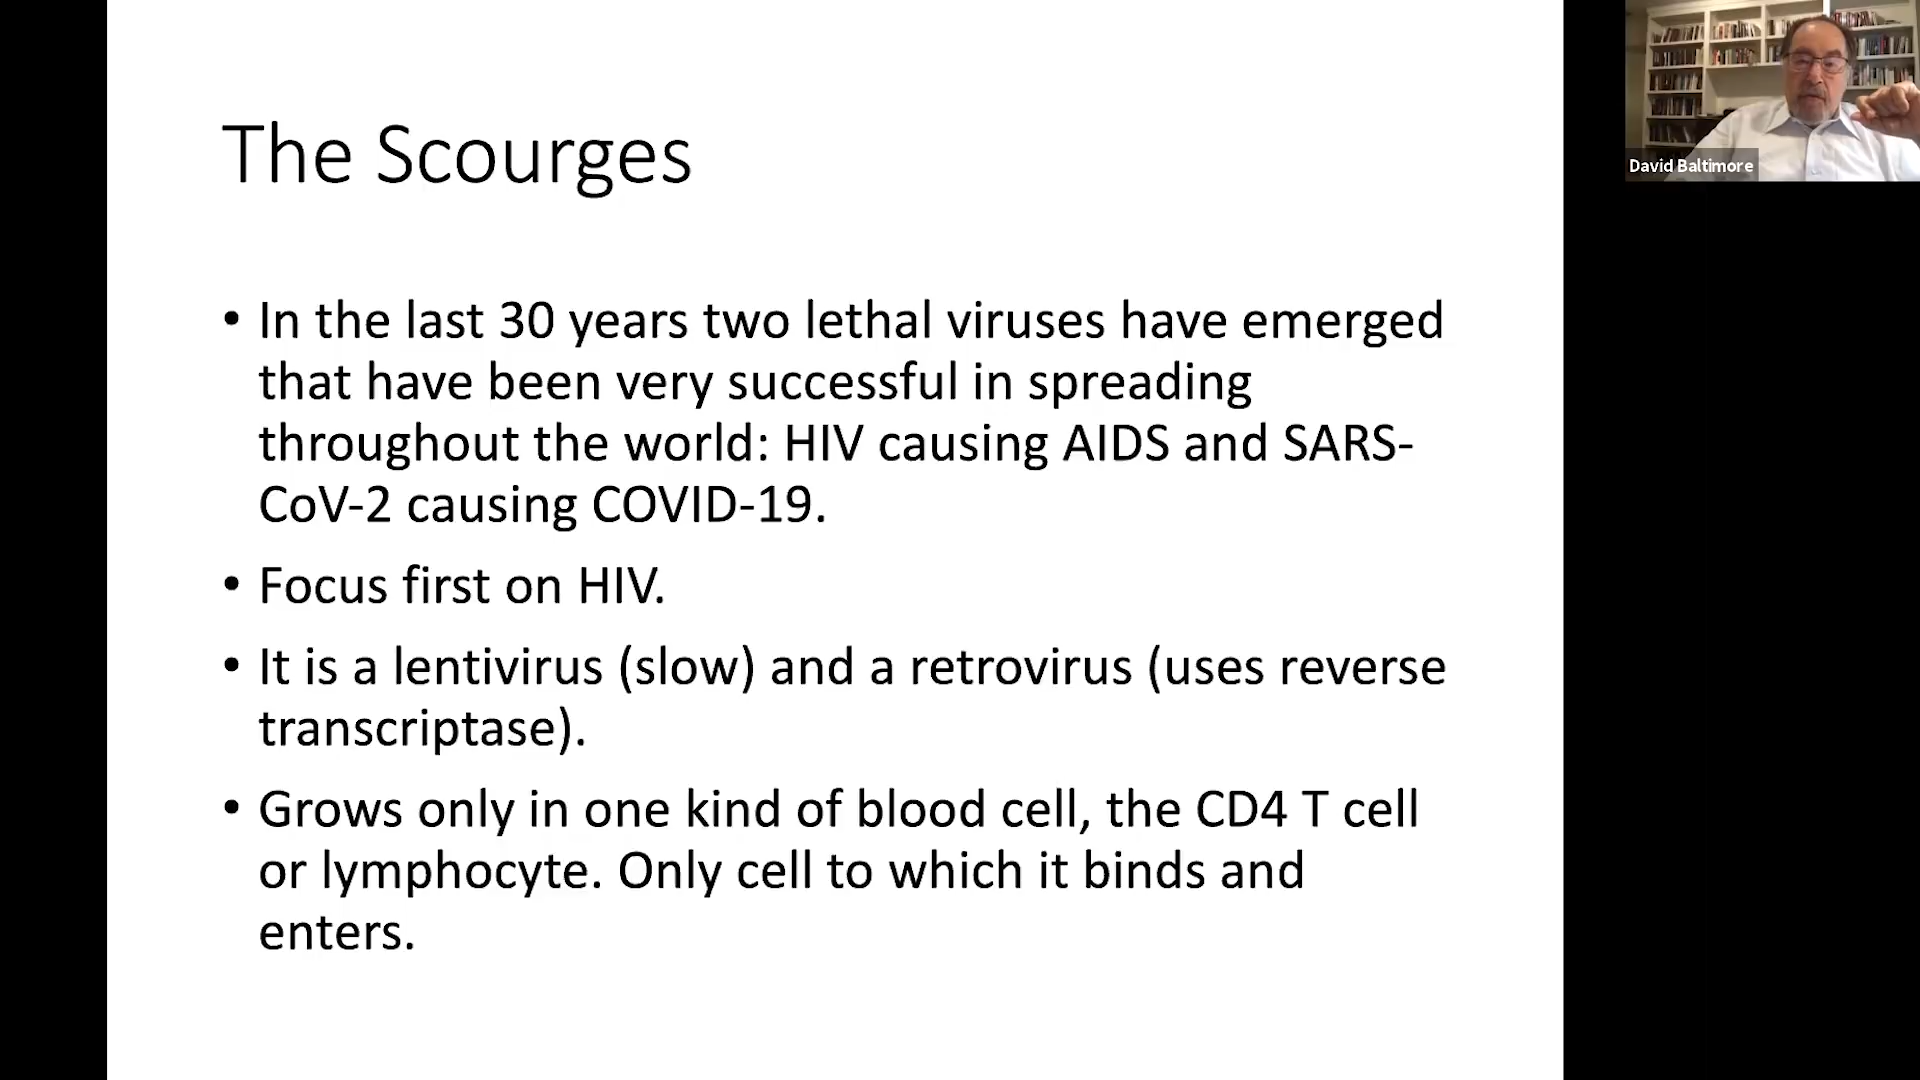 The Scourges
• In the last 30 years two lethal viruses have emerged
that have been very successful in spreading
throughout the world: HIV causing AIDS and SARS-
CoV-2 causing COVID-19.
• Focus first on HIV.
• It is a lentivirus (slow) and a retrovirus (uses reverse
transcriptase).
• Grows only in one kind of blood cell, the CD4 T cell
or lymphocyte. Only cell to which it binds and
enters.
David Baltimore